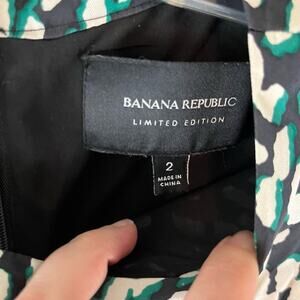 BANANA REPUBLIC
LIMITED EDITION
2
MADE IN
CHINA